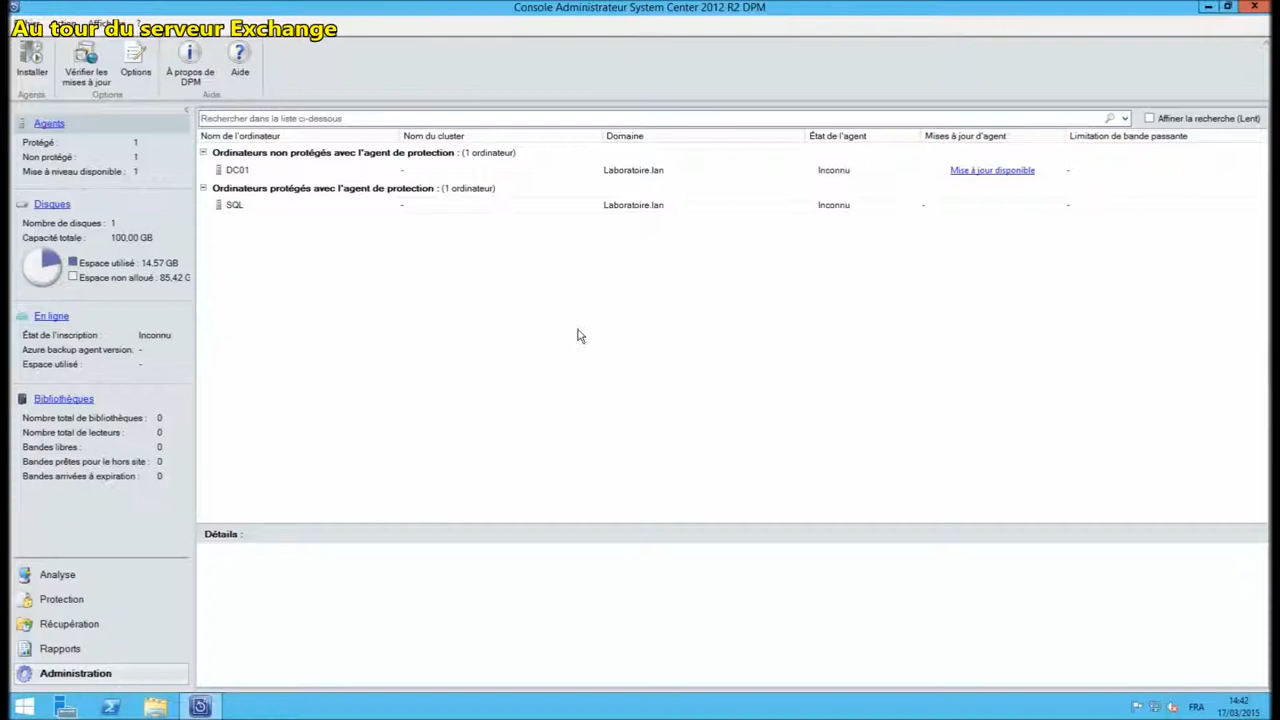 Console Administrateur System Center 2012 R2 DPM
Au tour du serveur Exchange
Installer
Vérifier les mises à jour
Options
À propos de DPM
Aide
Agents
Options
Aide
Agents
Protégé : 1
Non protégé : 1
Mise à niveau disponible : 1
Disques
Nombre de disques : 1
Capacité totale : 100,00 GB
Espace utilisé : 14.57 GB
Espace non alloué : 85,42 G
En ligne
État de l'inscription : Inconnu
Azure backup agent version: -
Espace utilisé : -
Bibliothèques
Nombre total de bibliothèques : 0
Nombre total de lecteurs : 0
Bandes libres : 0
Bandes prêtes pour le hors site : 0
Bandes arrivées à expiration : 0
Analyse
Protection
Récupération
Rapports
Administration
Rechercher dans la liste ci-dessous
Affiner la recherche (Lent)
Nom de l'ordinateur Nom du cluster Domaine État de l'agent Mises à jour d'agent Limitation de bande passante
Ordinateurs non protégés avec l'agent de protection : (1 ordinateur)
DC01 - Laboratoire.lan Inconnu Mise à jour disponible -
Ordinateurs protégés avec l'agent de protection : (1 ordinateur)
SQL - Laboratoire.lan Inconnu - -
Détails :
FRA
14:42
17/03/2015